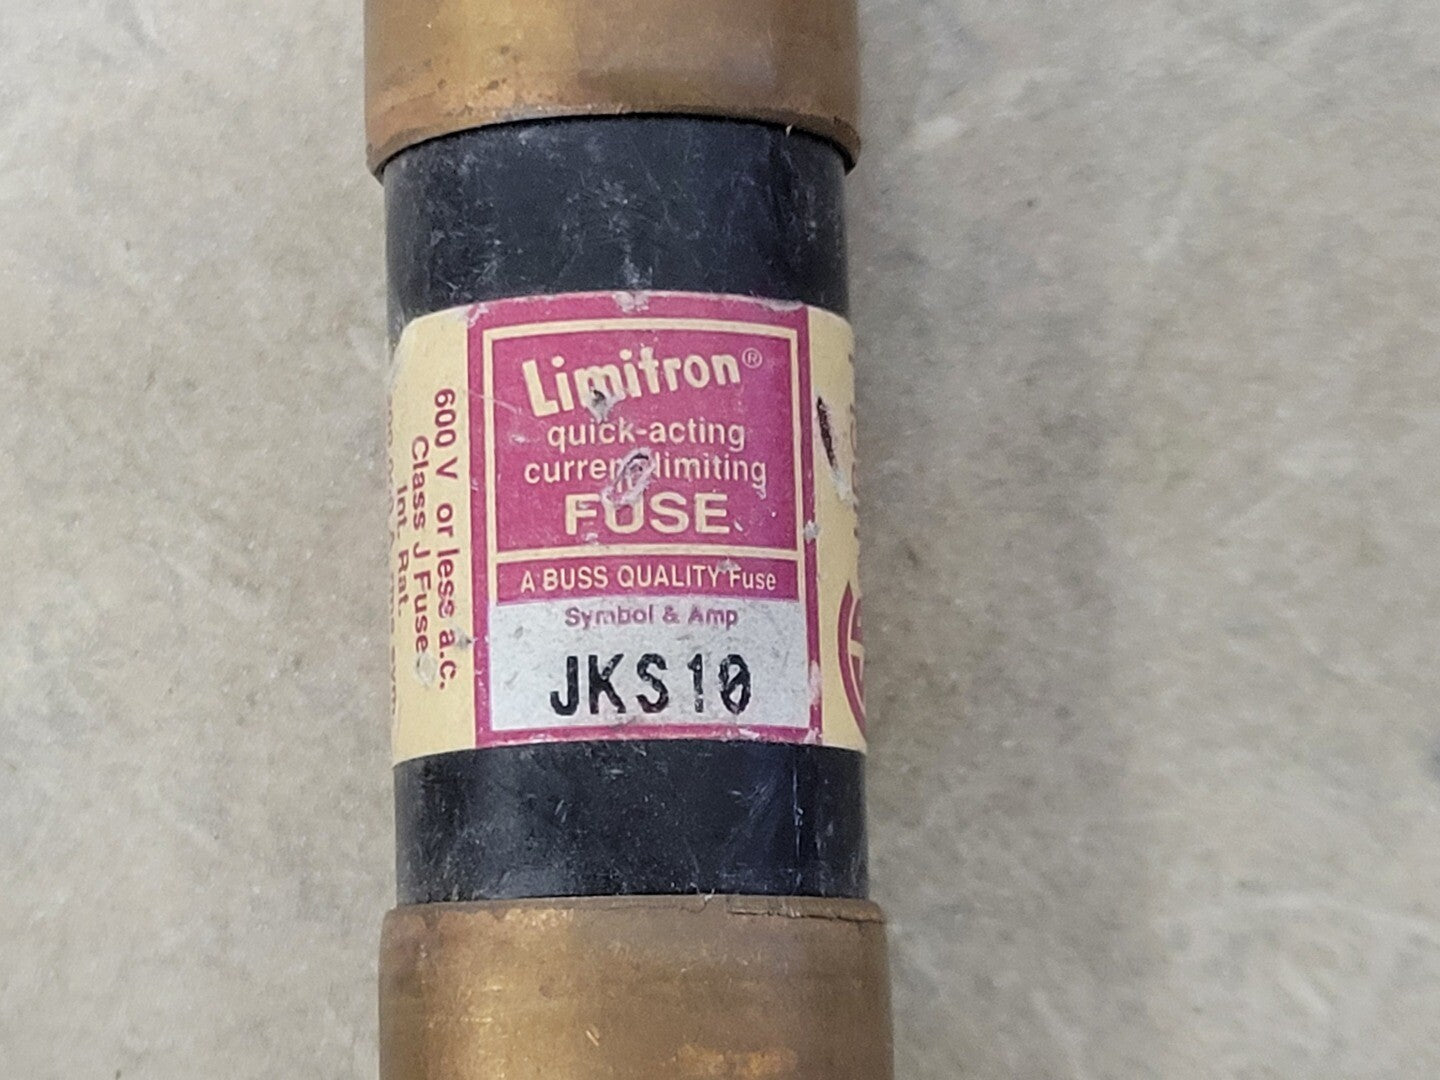 Limitron®
quick-acting
current-limiting
FUSE
A BUSS QUALITY Fuse
Symbol & Amp
JKS10
600 V or less a.c.
Class J Fuse
Int. Rat.